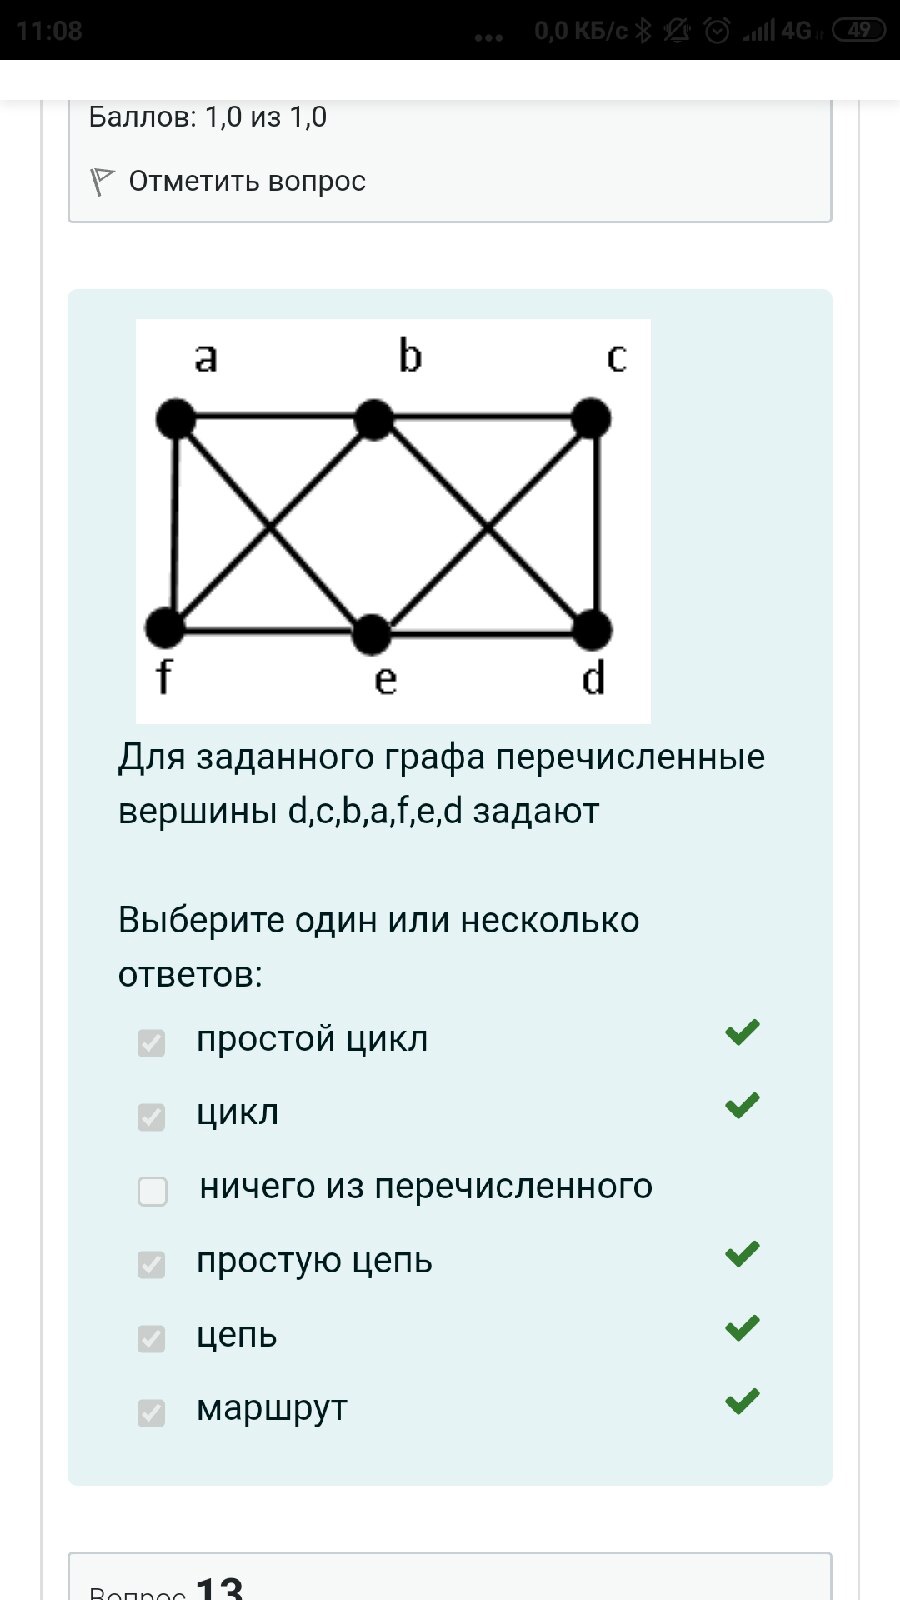 11:08 ... 0,0 КБ/с 4G 49
Баллов: 1,0 из 1,0
Отметить вопрос
a b c
f e d
Для заданного графа перечисленные
вершины d,c,b,a,f,e,d задают
Выберите один или несколько
ответов:
простой цикл
цикл
ничего из перечисленного
простую цепь
цепь
маршрут
Вопрос 13